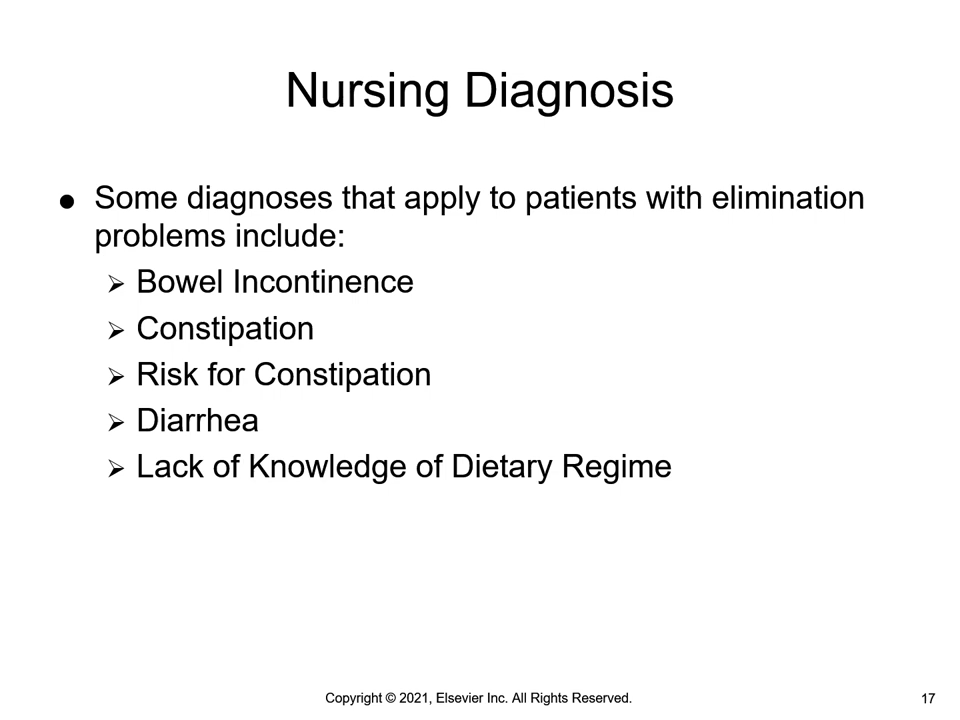 Nursing Diagnosis
● Some diagnoses that apply to patients with elimination
problems include:
➢ Bowel Incontinence
➢ Constipation
➢ Risk for Constipation
➢ Diarrhea
➢ Lack of Knowledge of Dietary Regime
Copyright © 2021, Elsevier Inc. All Rights Reserved.
17